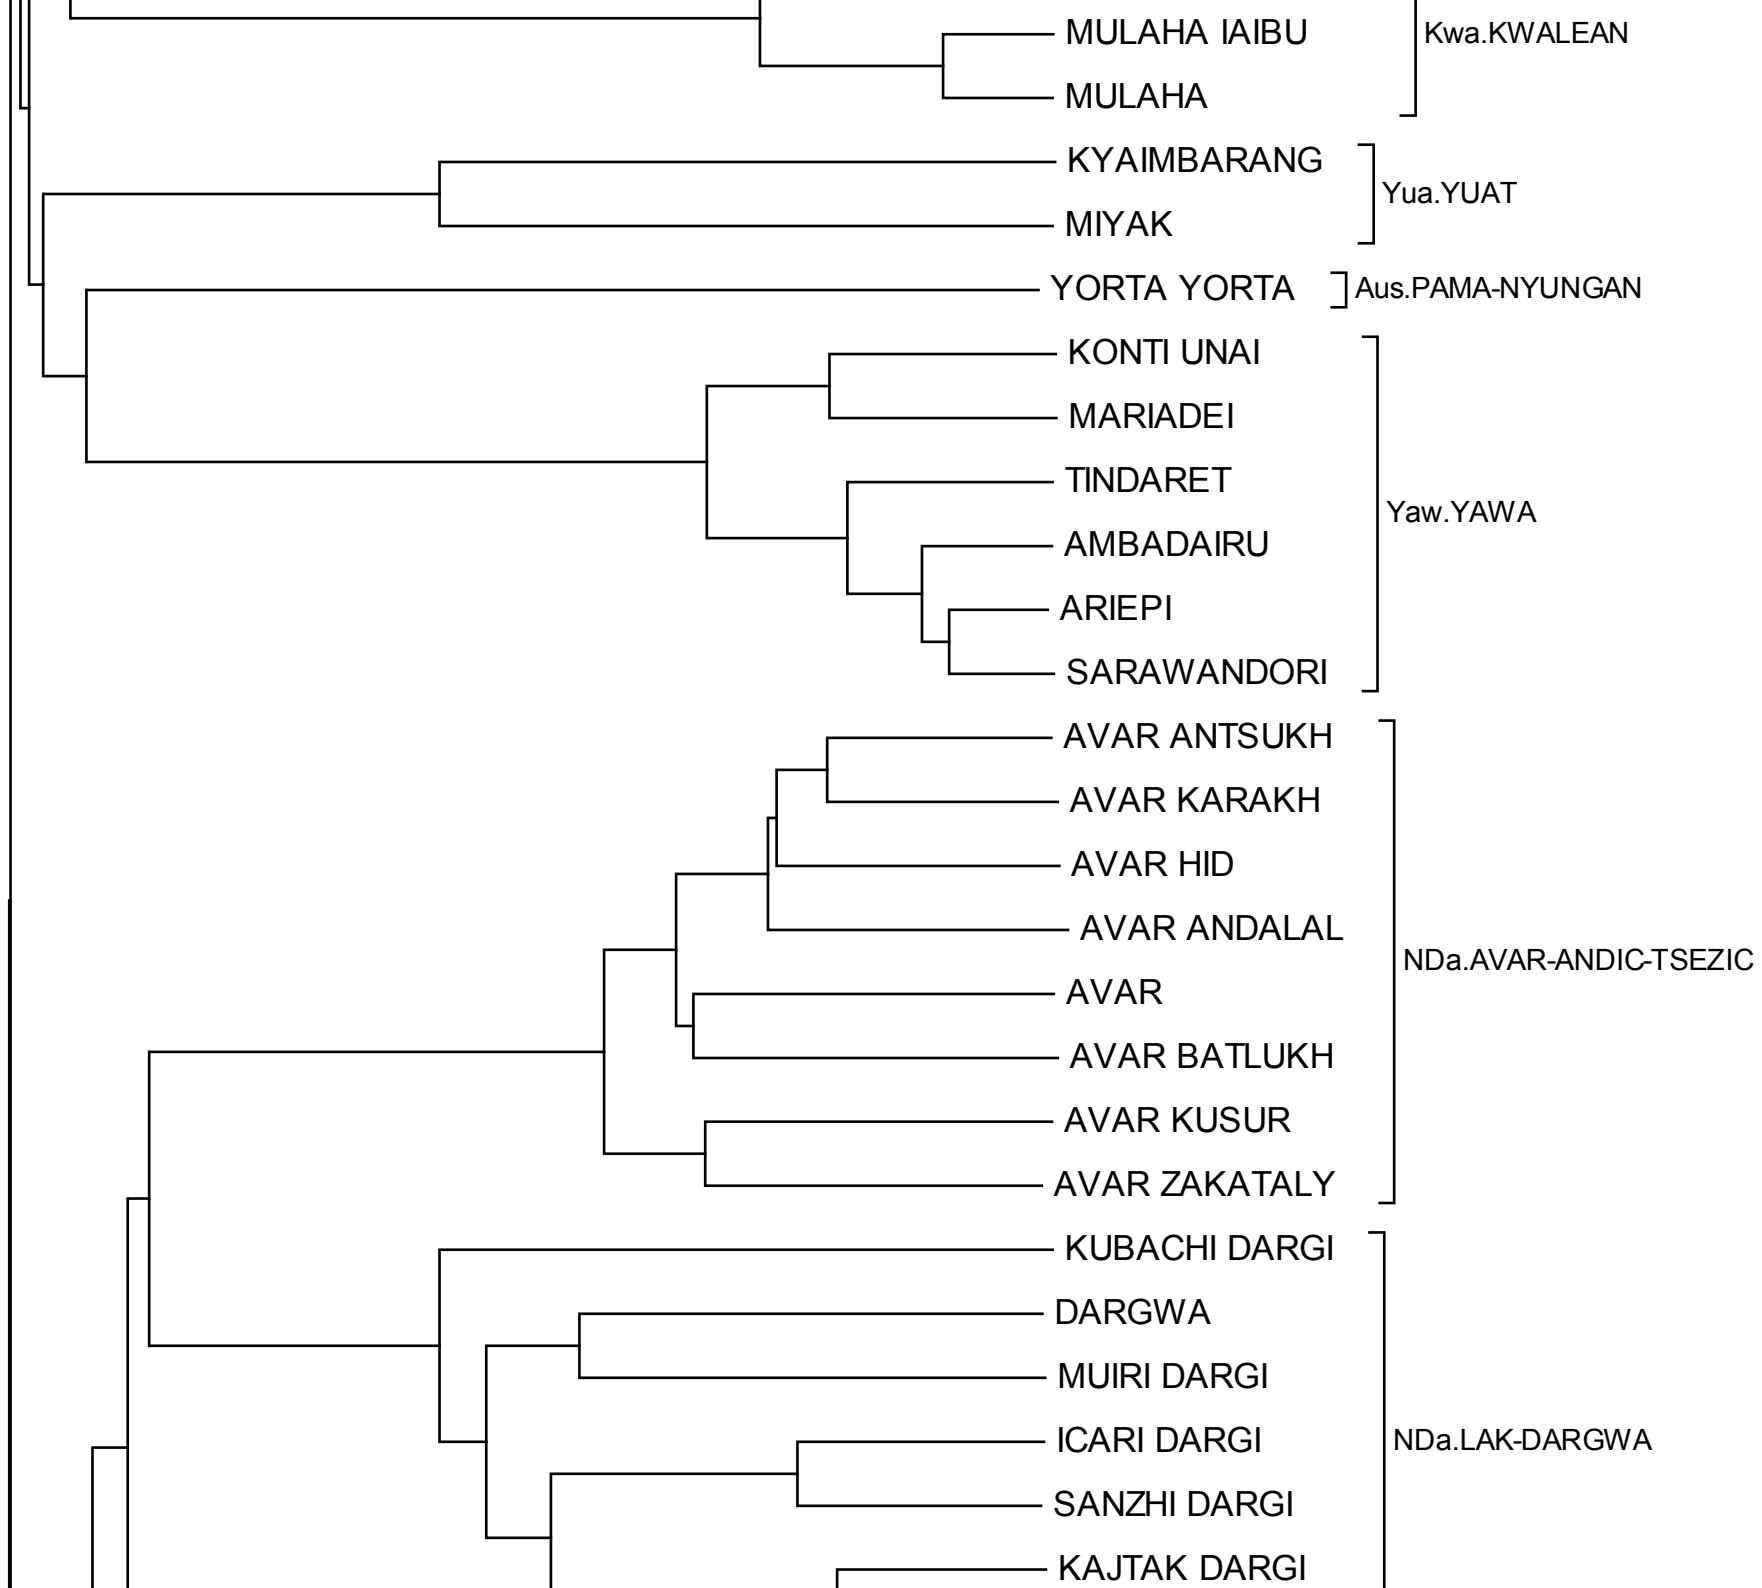 MULAHA IAIBU
Kwa.KWALEAN
MULAHA
KYAIMBARANG
Yua.YUAT
MIYAK
YORTA YORTA
Aus.PAMA-NYUNGAN
KONTI UNAI
MARIADEI
TINDARET
Yaw.YAWA
AMBADAIRU
ARIEPI
SARAWANDORI
AVAR ANTSUKH
AVAR KARAKH
AVAR HID
AVAR ANDALAL
NDa.AVAR-ANDIC-TSEZIC
AVAR
AVAR BATLUKH
AVAR KUSUR
AVAR ZAKATALY
KUBACHI DARGI
DARGWA
MUIRI DARGI
ICARI DARGI
NDa.LAK-DARGWA
SANZHI DARGI
KAJTAK DARGI